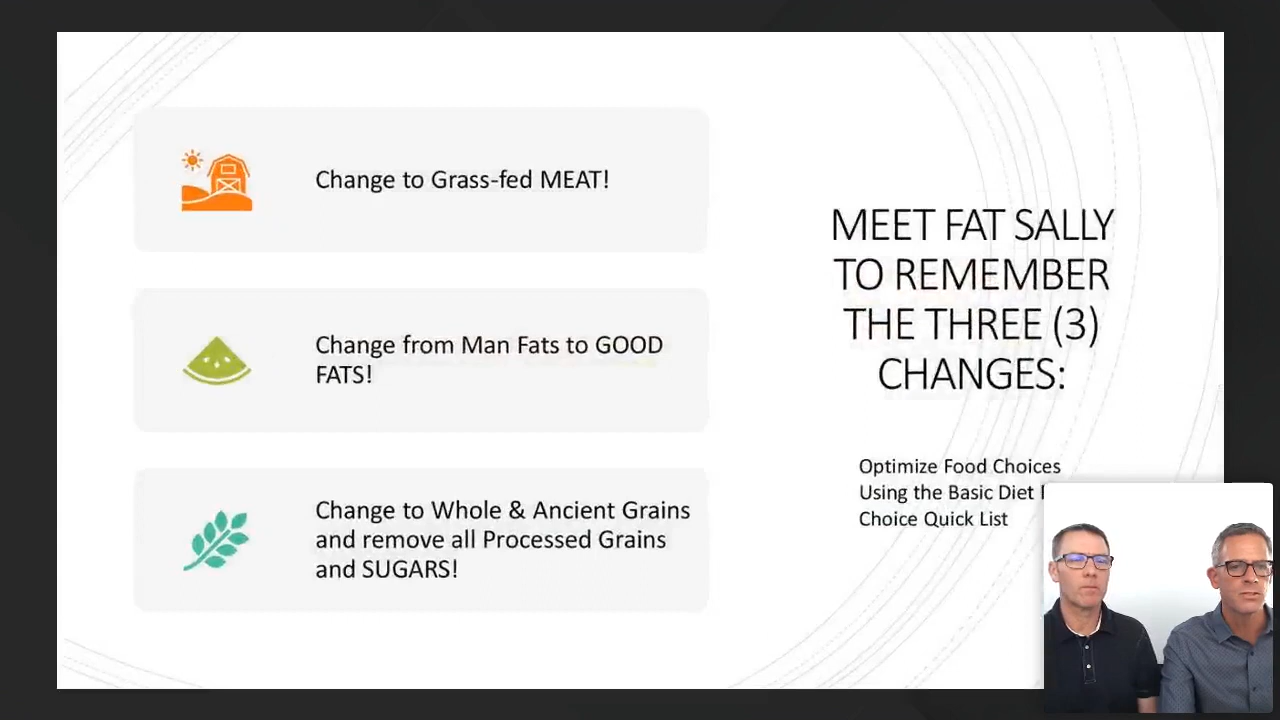 Change to Grass-fed MEAT!
Change from Man Fats to GOOD
FATS!
Change to Whole & Ancient Grains
and remove all Processed Grains
and SUGARS!
MEET FAT SALLY
TO REMEMBER
THE THREE (3)
CHANGES:
Optimize Food Choices
Using the Basic Diet
Choice Quick List